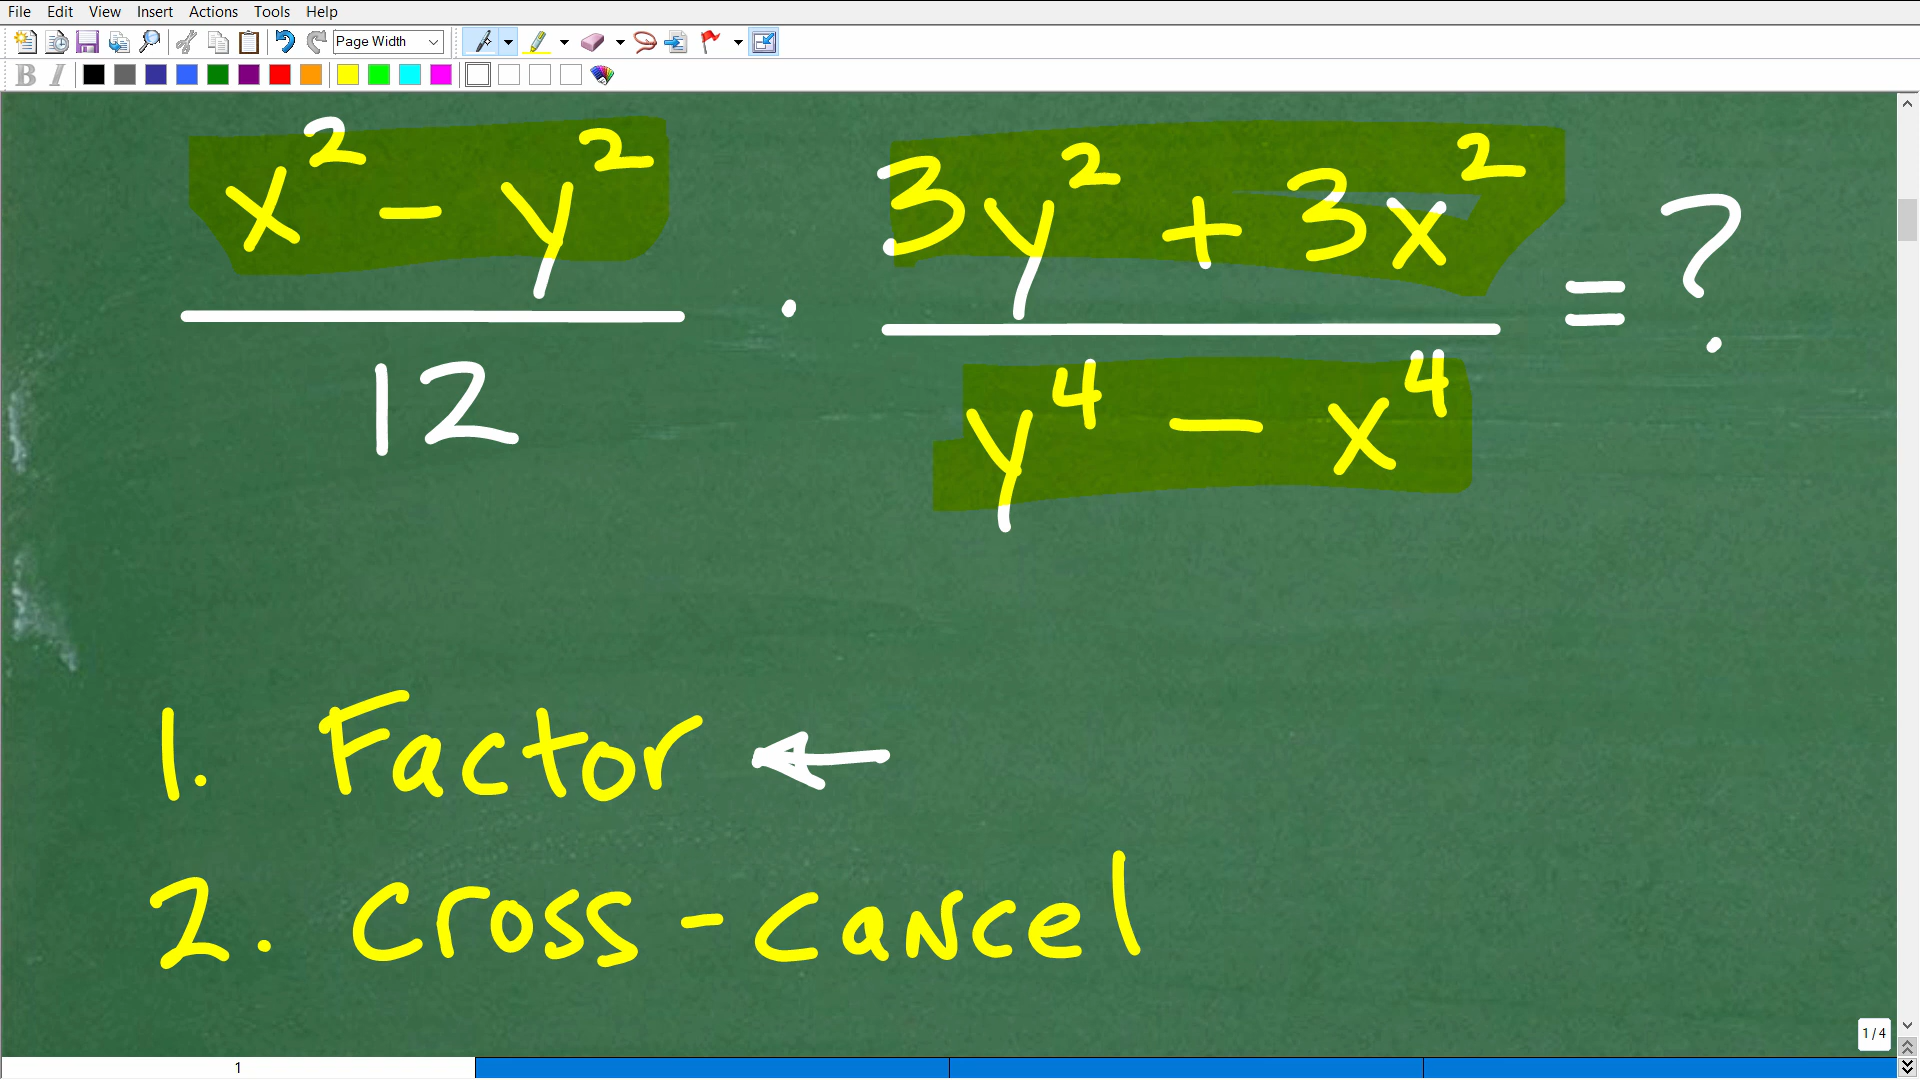 File Edit View Insert Actions Tools Help
Page Width
B I
x² - y² / 12 · 3y² + 3x² / y⁴ - x⁴ = ?
1. Factor ←
2. Cross-cancel
1 / 4
1